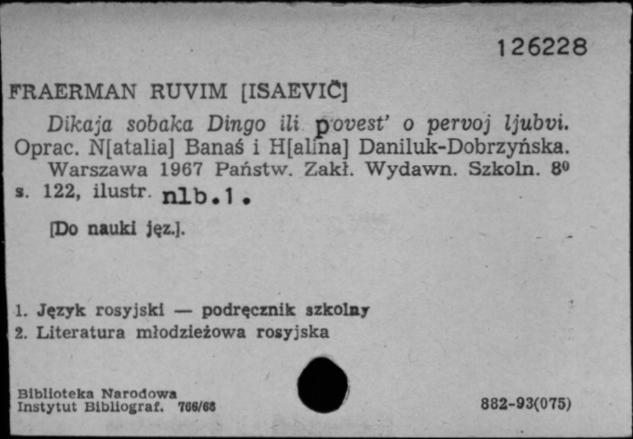 126228
FRAERMAN RUVIM [ISAEVIČ]
Dikaja sobaka Dingo ili povest' o pervoj ljubvi.
Oprac. N[atalia] Banaś i H[alina] Daniluk-Dobrzyńska.
Warszawa 1967 Państw. Zakł. Wydawn. Szkoln. 8º
s. 122, ilustr. nlb.1.
[Do nauki jęz.].
1. Język rosyjski — podręcznik szkolny
2. Literatura młodzieżowa rosyjska
Biblioteka Narodowa
Instytut Bibliograf. 766/68 882-93(075)